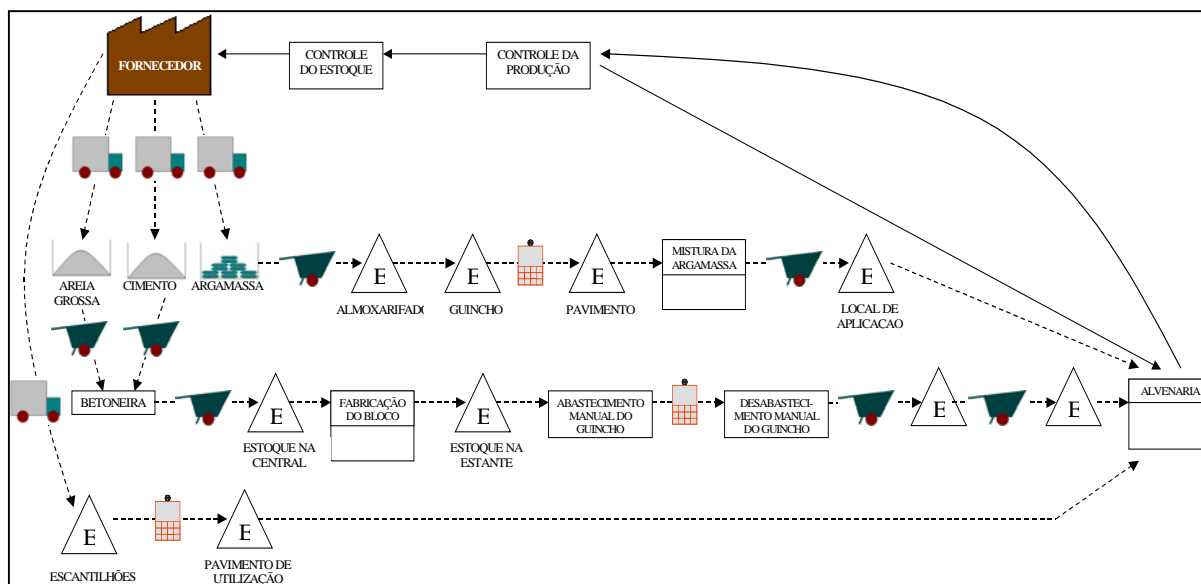 FORNECEDOR
CONTROLE
DO ESTOQUE
CONTROLE DA
PRODUÇÃO
AREIA
GROSSA
CIMENTO
ARGAMASSA
E
ALMOXARIFADO
E
GUINCHO
E
PAVIMENTO
MISTURA DA
ARGAMASSA
E
LOCAL DE
APLICAÇAO
BETONEIRA
E
ESTOQUE NA
CENTRAL
FABRICAÇÃO
DO BLOCO
E
ESTOQUE NA
ESTANTE
ABASTECIMENTO
MANUAL DO
GUINCHO
DESABASTECI-
MENTO MANUAL
DO GUINCHO
E
E
ALVENARIA
E
ESCANTILHÕES
E
PAVIMENTO DE
UTILIZAÇÃO